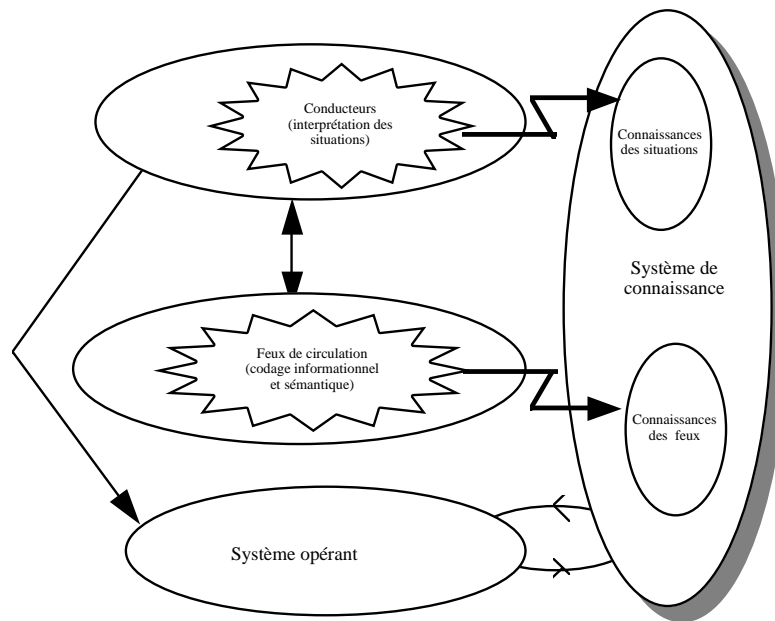 Conducteurs
(interprétation des
situations)
Connaissances
des situations
Système de
connaissance
Feux de circulation
(codage informationnel
et sémantique)
Connaissances
des feux
Système opérant